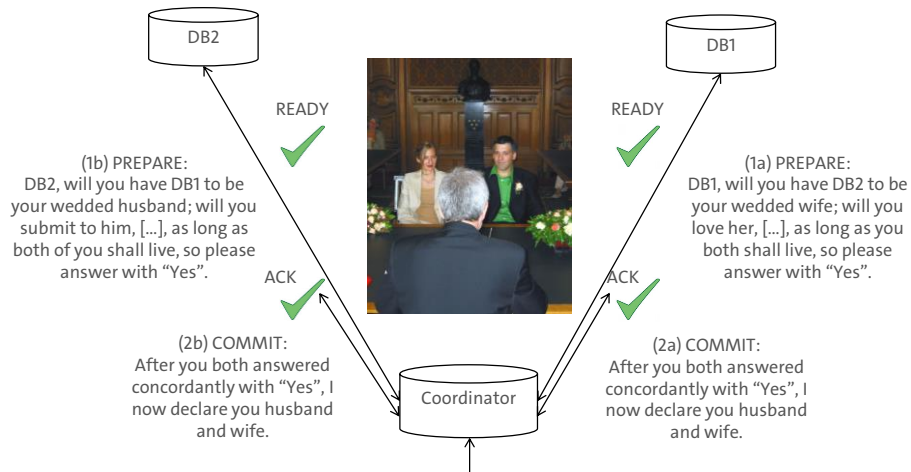 DB2
DB1
READY
READY
(1b) PREPARE:
DB2, will you have DB1 to be
your wedded husband; will you
submit to him, […], as long as
both of you shall live, so please
answer with “Yes”.
(1a) PREPARE:
DB1, will you have DB2 to be
your wedded wife; will you
love her, […], as long as you
both shall live, so please
answer with “Yes”.
ACK
ACK
(2b) COMMIT:
After you both answered
concordantly with “Yes”, I
now declare you husband
and wife.
Coordinator
(2a) COMMIT:
After you both answered
concordantly with “Yes”, I
now declare you husband
and wife.